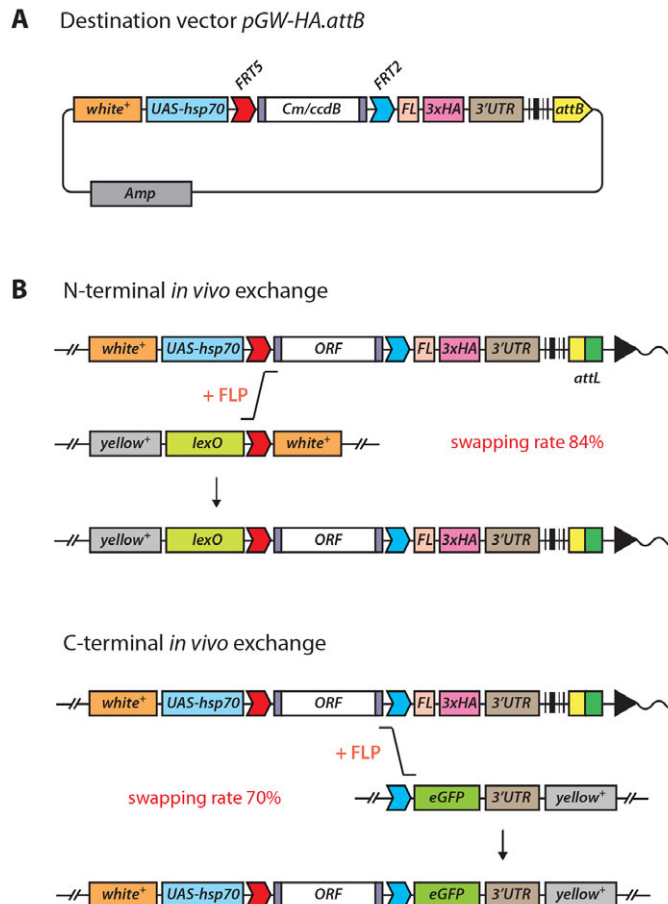 A Destination vector pGW-HA.attB
FRT5 FRT2
white+ UAS-hsp70 Cm/ccdB FL 3xHA 3'UTR attB
Amp
B N-terminal in vivo exchange
white+ UAS-hsp70 ORF FL 3xHA 3'UTR
attL
+ FLP
yellow+ lexO white+ swapping rate 84%
yellow+ lexO ORF FL 3xHA 3'UTR
C-terminal in vivo exchange
white+ UAS-hsp70 ORF FL 3xHA 3'UTR
+ FLP
swapping rate 70% eGFP 3'UTR yellow+
white+ UAS-hsp70 ORF eGFP 3'UTR yellow+